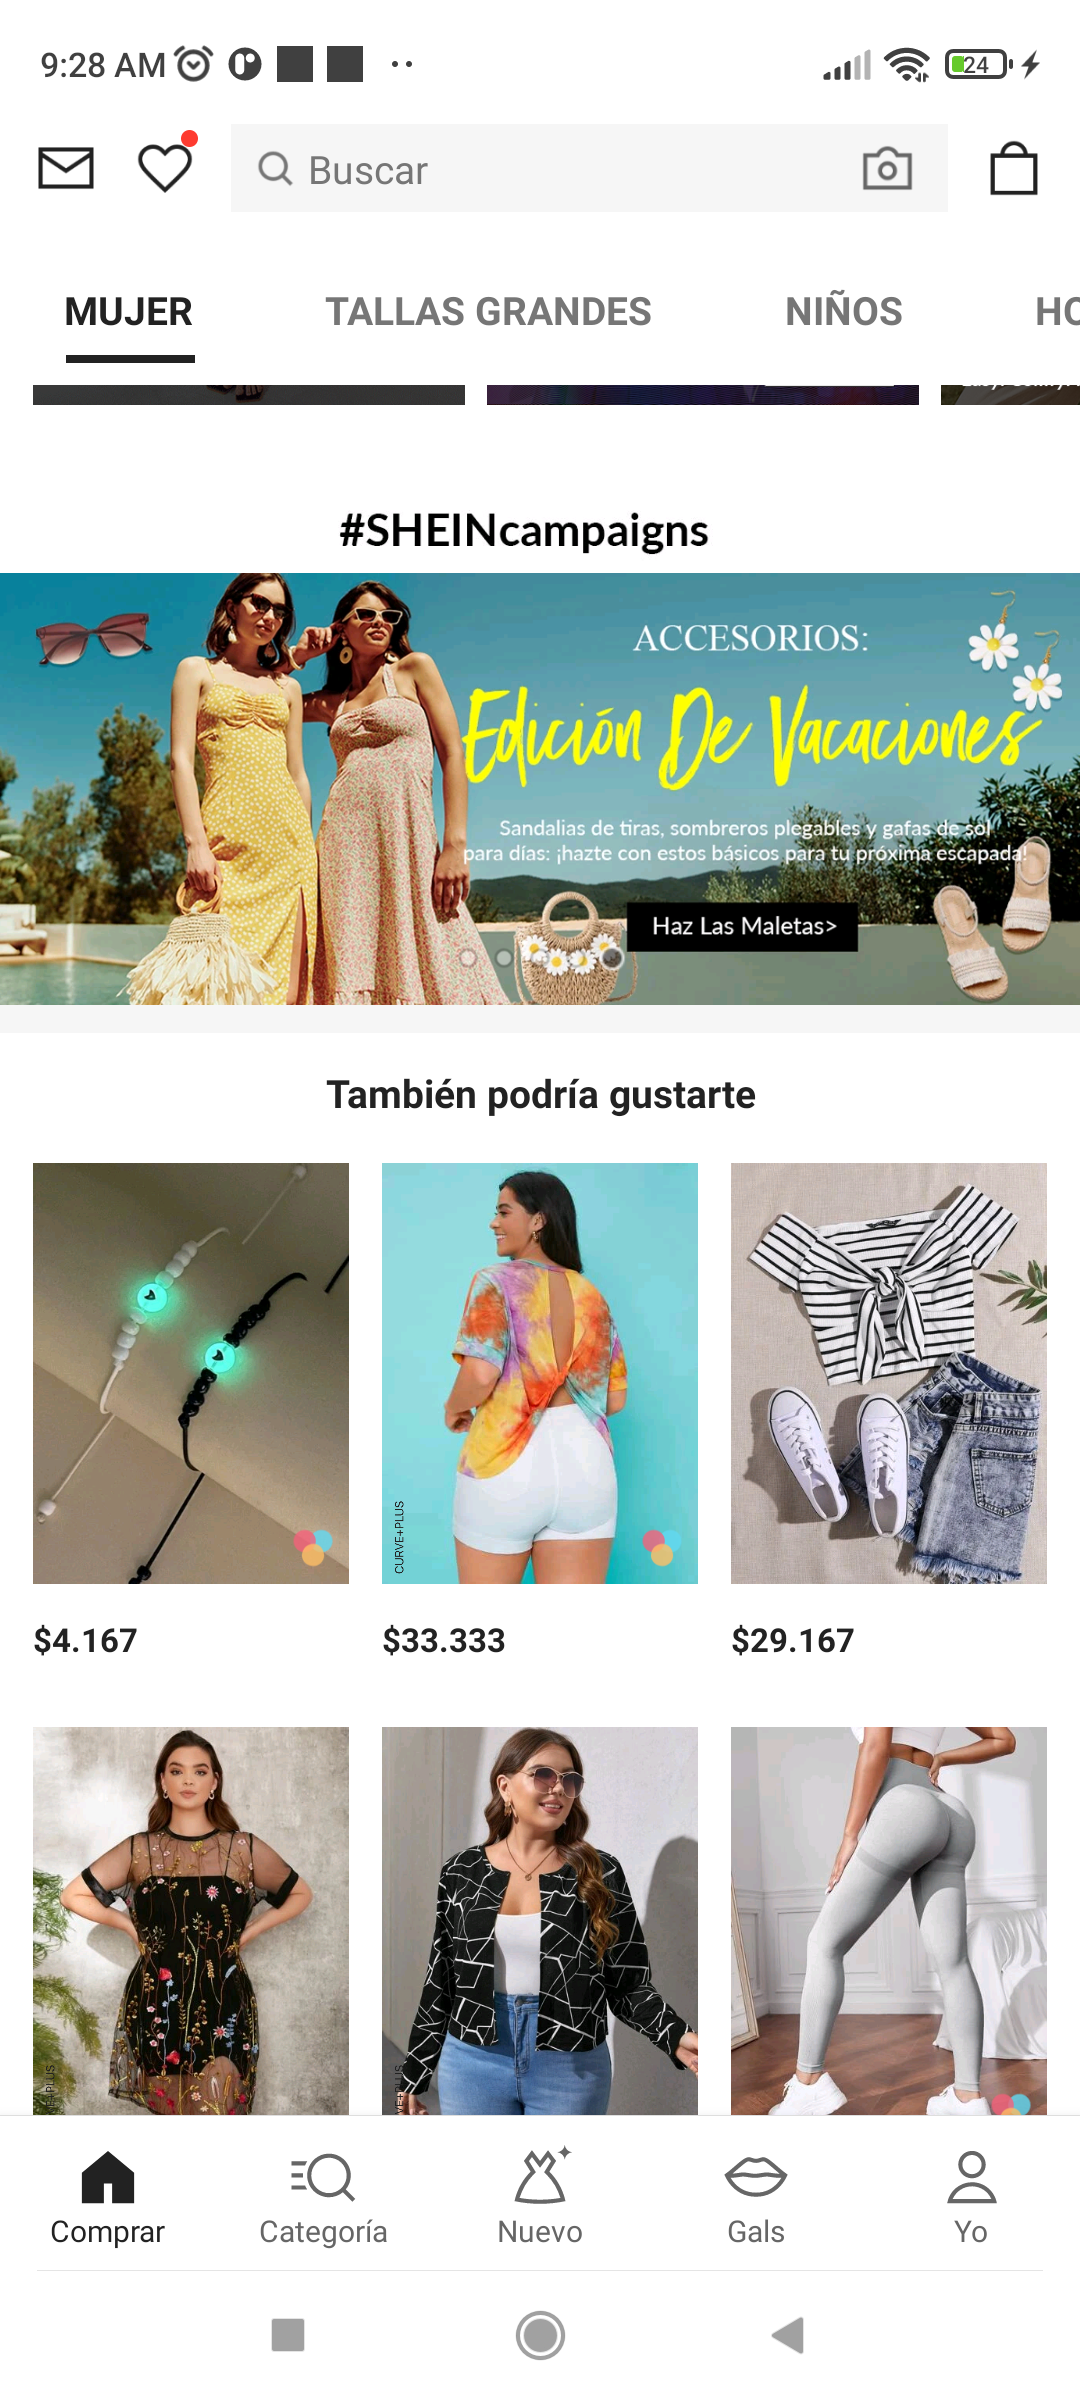 9:28 AM
24
Buscar
MUJER
TALLAS GRANDES
NIÑOS
#SHEINcampaigns
ACCESORIOS:
Edición De Vacaciones
Sandalias de tiras, sombreros plegables y gafas de sol
para días: ¡hazte con estos básicos para tu próxima escapada!
Haz Las Maletas>
También podría gustarte
CURVE+PLUS
$4.167
$33.333
$29.167
Comprar
Categoría
Nuevo
Gals
Yo